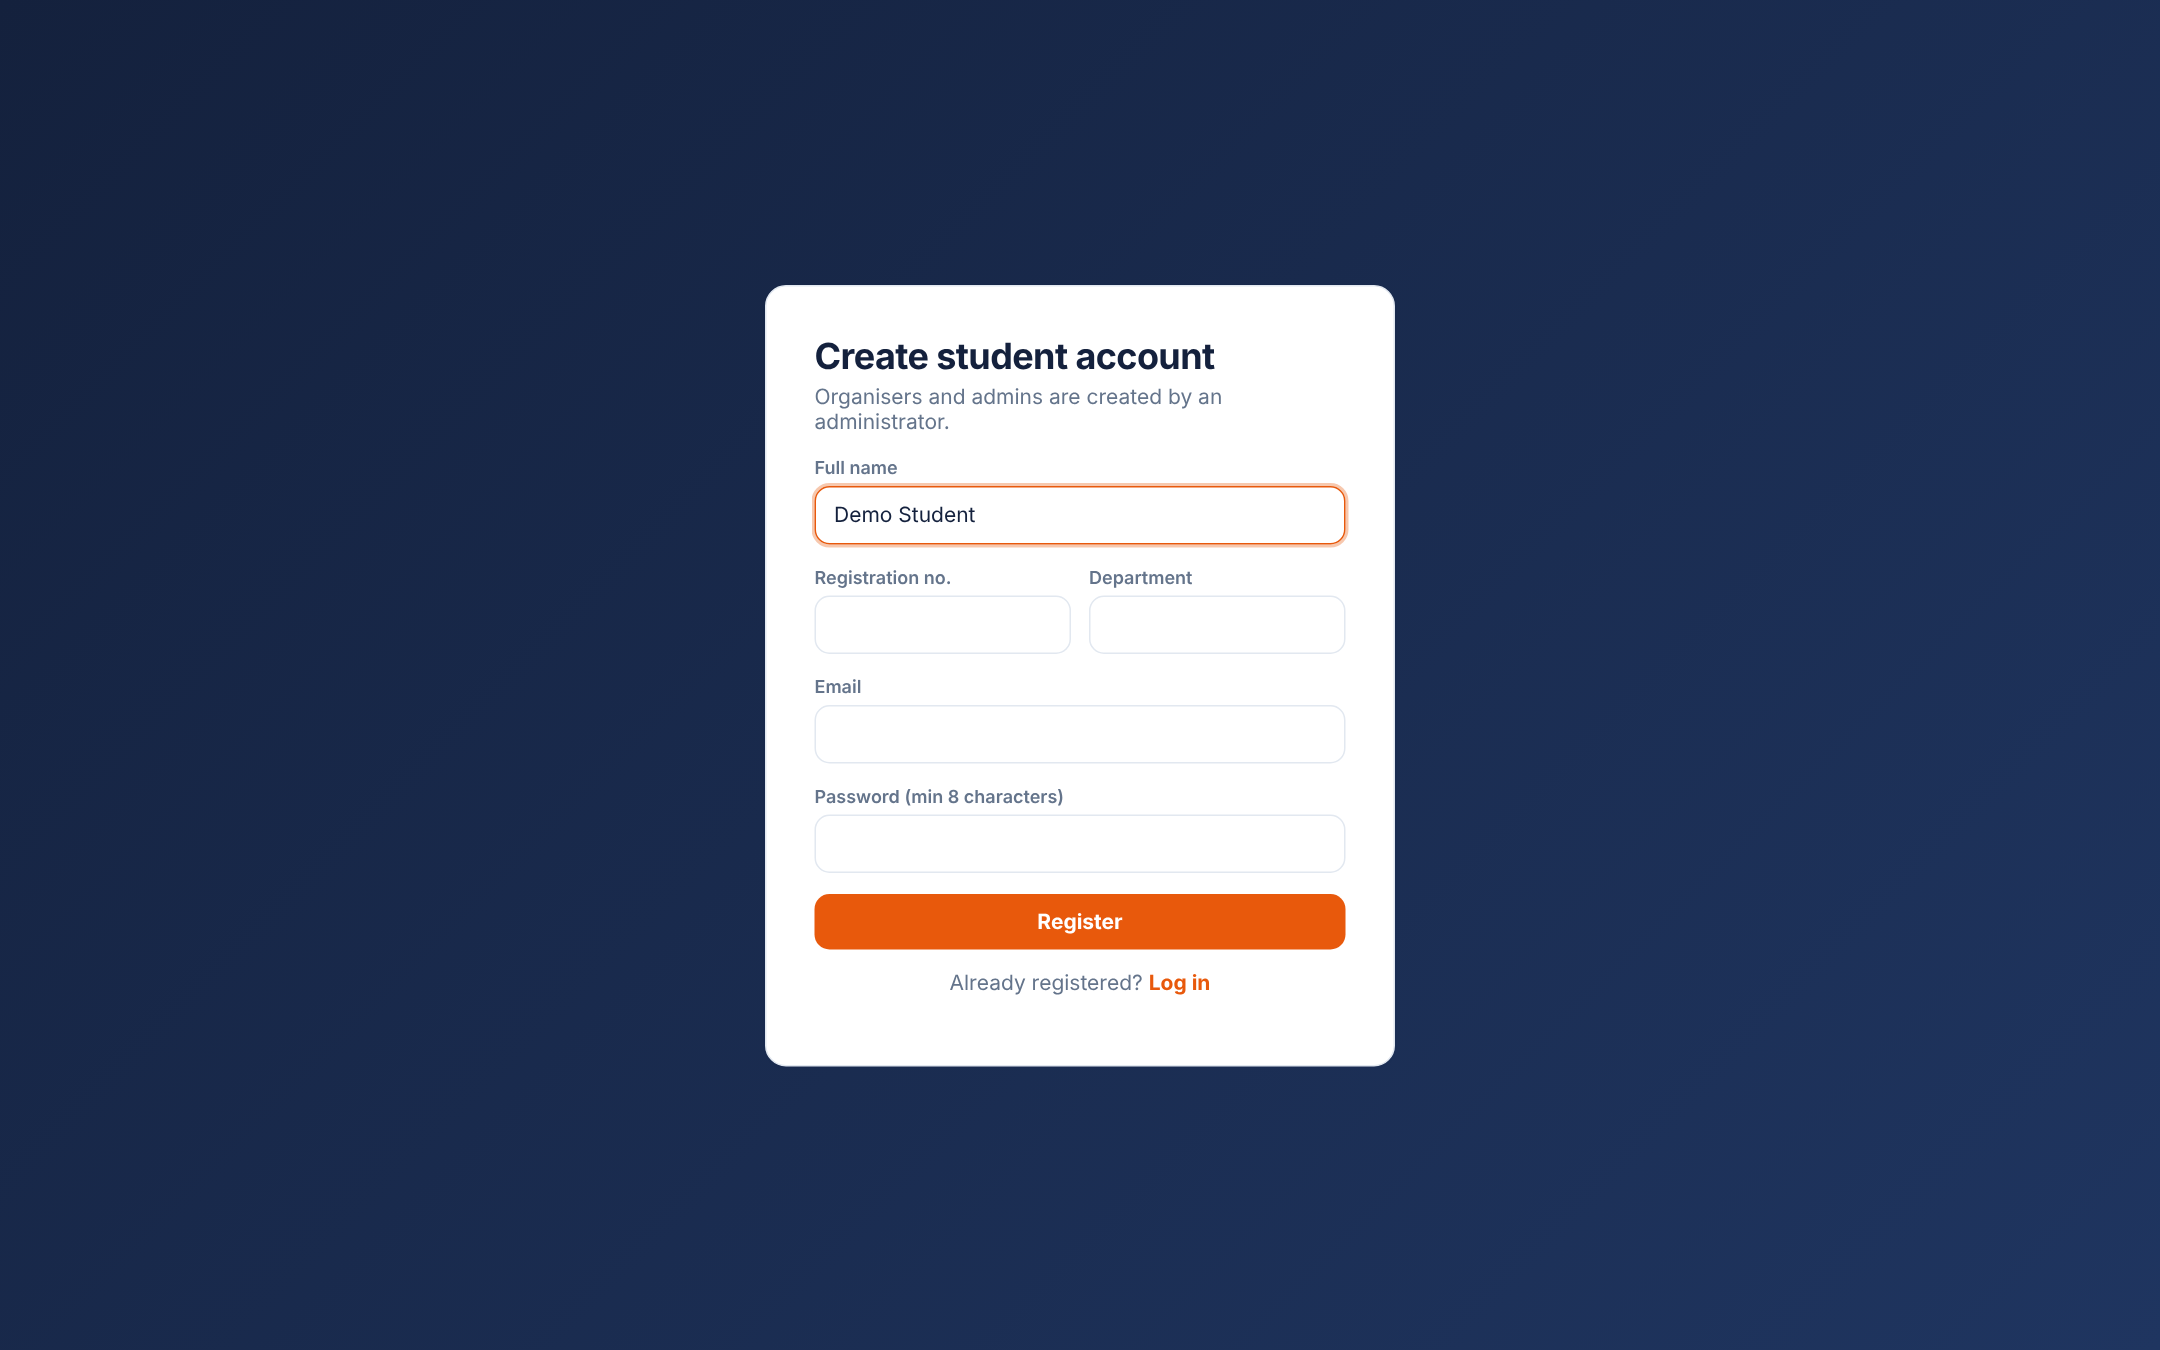 Create student account
Organisers and admins are created by an
administrator.
Full name
Demo Student
Registration no.
Department
Email
Password (min 8 characters)
Register
Already registered? Log in